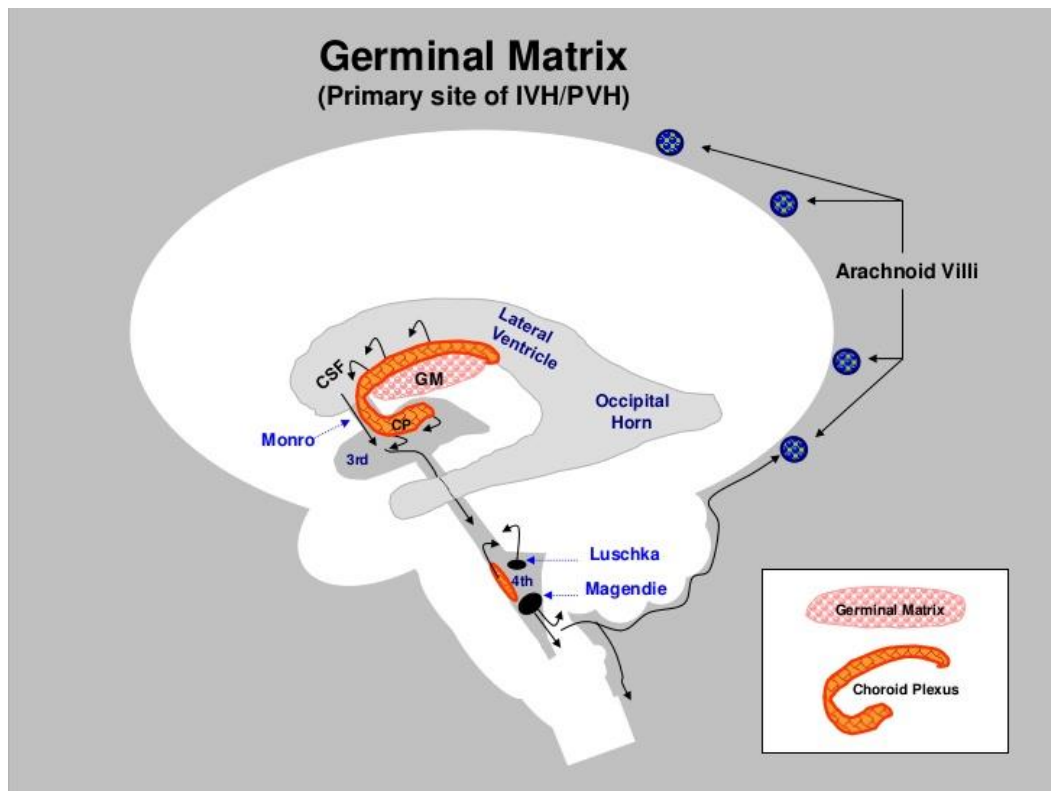 Germinal Matrix
(Primary site of IVH/PVH)
Arachnoid Villi
Lateral
Ventricle
CSF
GM
Occipital
Horn
CP
Monro
3rd
Luschka
4th
Magendie
Germinal Matrix
Choroid Plexus